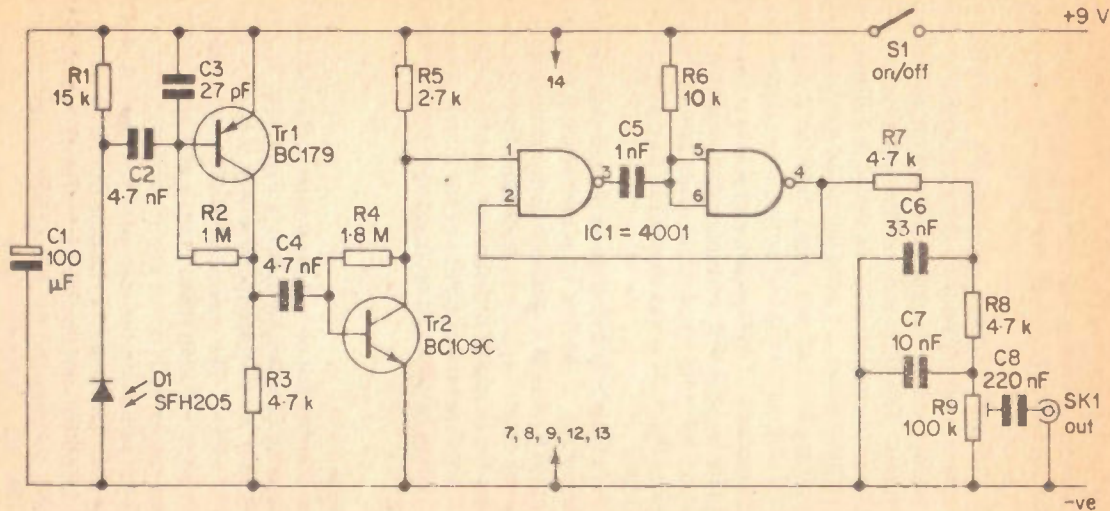 +9 V
S1
on/off
R1
15 k
C3
27 pF
Tr1
BC179
C2
4·7 nF
R2
1 M
C1
100
μF
C4
4·7 nF
R4
1·8 M
R5
2·7 k
14
R6
10 k
C5
1 nF
1
2
3
5
6
4
IC1 = 4001
R7
4·7 k
C6
33 nF
Tr2
BC109C
D1
SFH205
R3
4·7 k
7, 8, 9, 12, 13
R8
4·7 k
C7
10 nF
C8
220 nF
R9
100 k
SK1
out
-ve